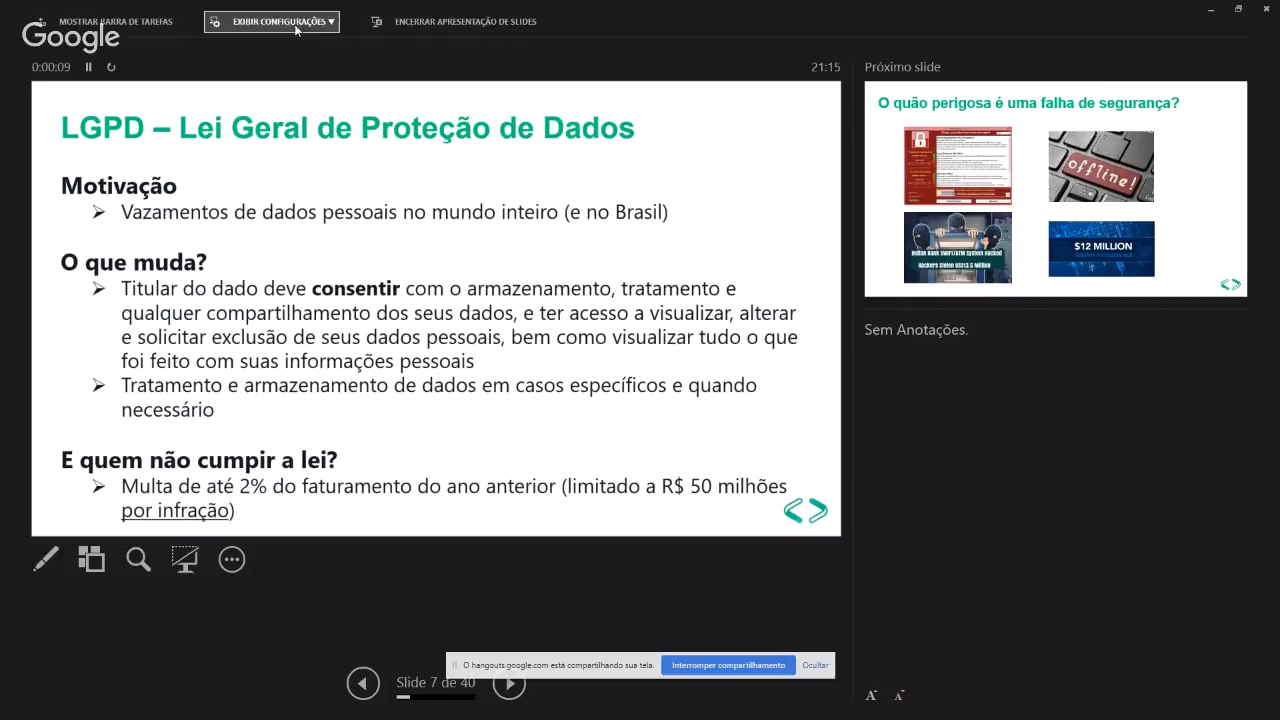 MOSTRAR BARRA DE TAREFAS
EXIBIR CONFIGURAÇÕES ▾
ENCERRAR APRESENTAÇÃO DE SLIDES
Google
0:00:09
21:15
LGPD – Lei Geral de Proteção de Dados
Motivação
➢ Vazamentos de dados pessoais no mundo inteiro (e no Brasil)
O que muda?
➢ Titular do dado deve consentir com o armazenamento, tratamento e
qualquer compartilhamento dos seus dados, e ter acesso a visualizar, alterar
e solicitar exclusão de seus dados pessoais, bem como visualizar tudo o que
foi feito com suas informações pessoais
➢ Tratamento e armazenamento de dados em casos específicos e quando
necessário
E quem não cumpir a lei?
➢ Multa de até 2% do faturamento do ano anterior (limitado a R$ 50 milhões
por infração)
Próximo slide
O quão perigosa é uma falha de segurança?
offline!
Indian Bank Swift/ATM System Hacked
Hackers Stolen US$13.5 Million
$12 MILLION
Sem Anotações.
O hangouts.google.com está compartilhando sua tela.
Interromper compartilhamento
Ocultar
Slide 7 de 40
A A